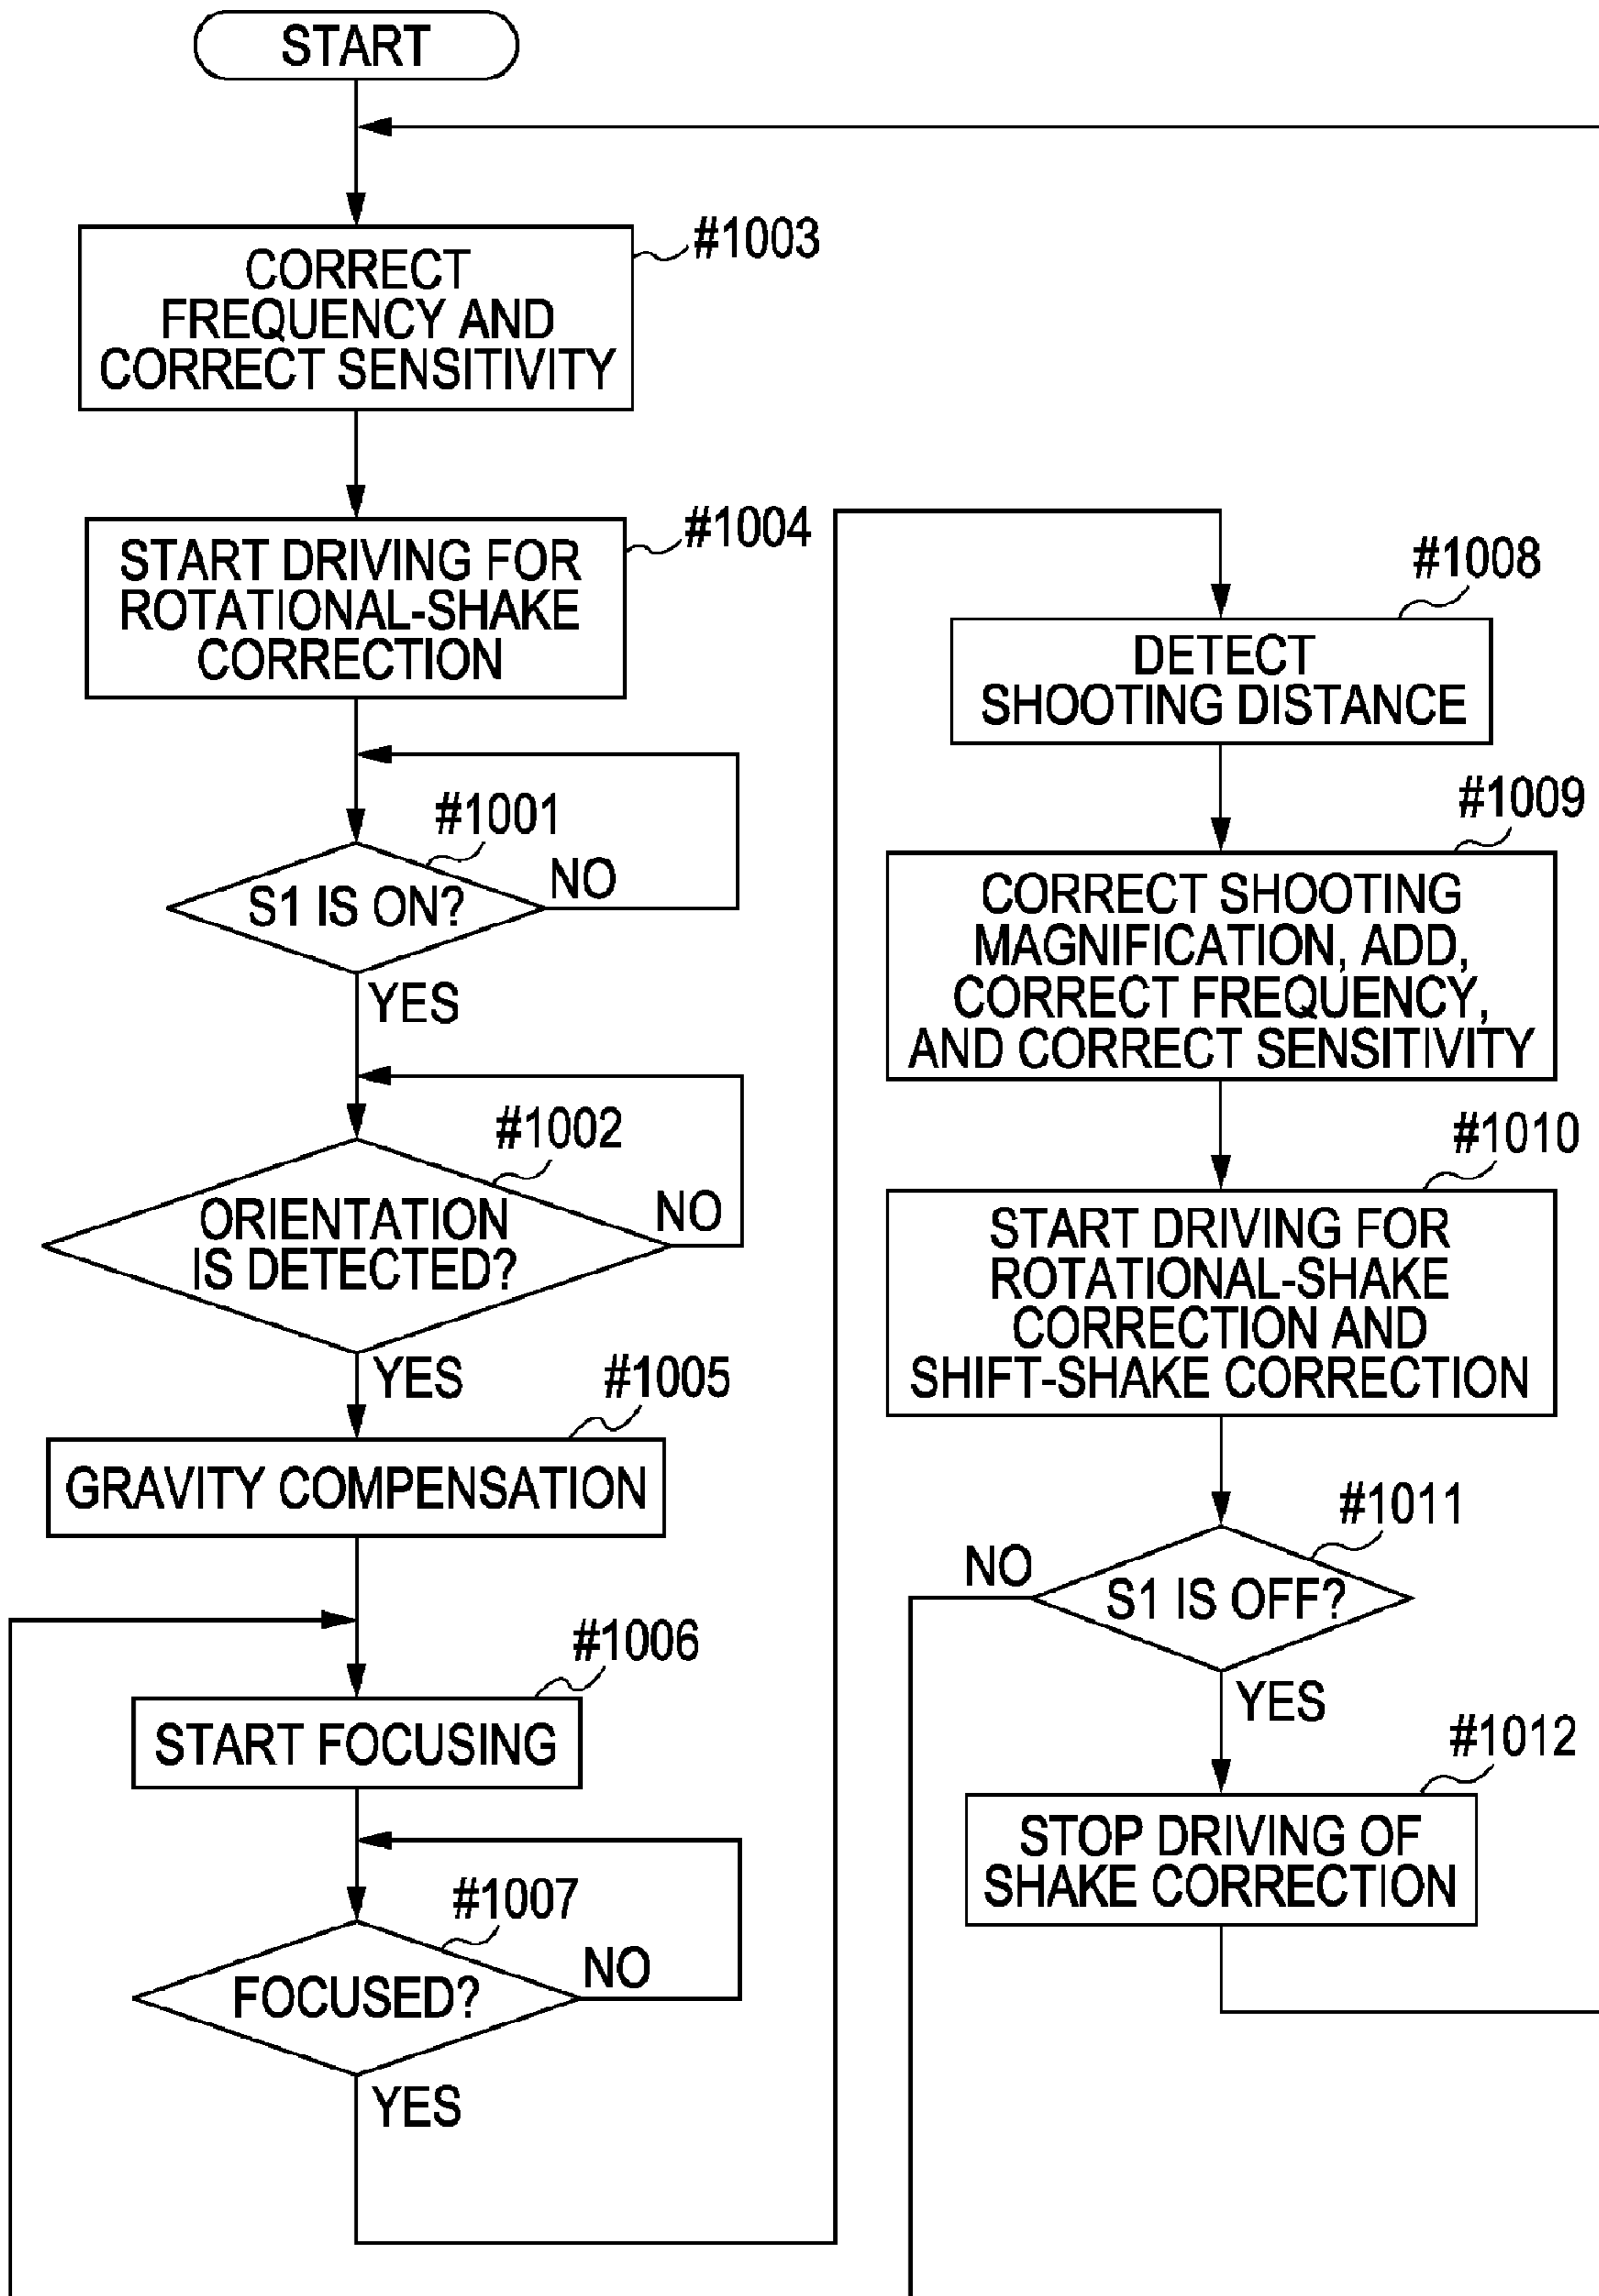 START
#1003
CORRECT
FREQUENCY AND
CORRECT SENSITIVITY
#1004
START DRIVING FOR
ROTATIONAL-SHAKE
CORRECTION
#1001
S1 IS ON?
NO
YES
#1002
ORIENTATION
IS DETECTED?
NO
YES
#1005
GRAVITY COMPENSATION
#1006
START FOCUSING
#1007
FOCUSED?
NO
YES
#1008
DETECT
SHOOTING DISTANCE
#1009
CORRECT SHOOTING
MAGNIFICATION, ADD,
CORRECT FREQUENCY,
AND CORRECT SENSITIVITY
#1010
START DRIVING FOR
ROTATIONAL-SHAKE
CORRECTION AND
SHIFT-SHAKE CORRECTION
#1011
NO
S1 IS OFF?
YES
#1012
STOP DRIVING OF
SHAKE CORRECTION